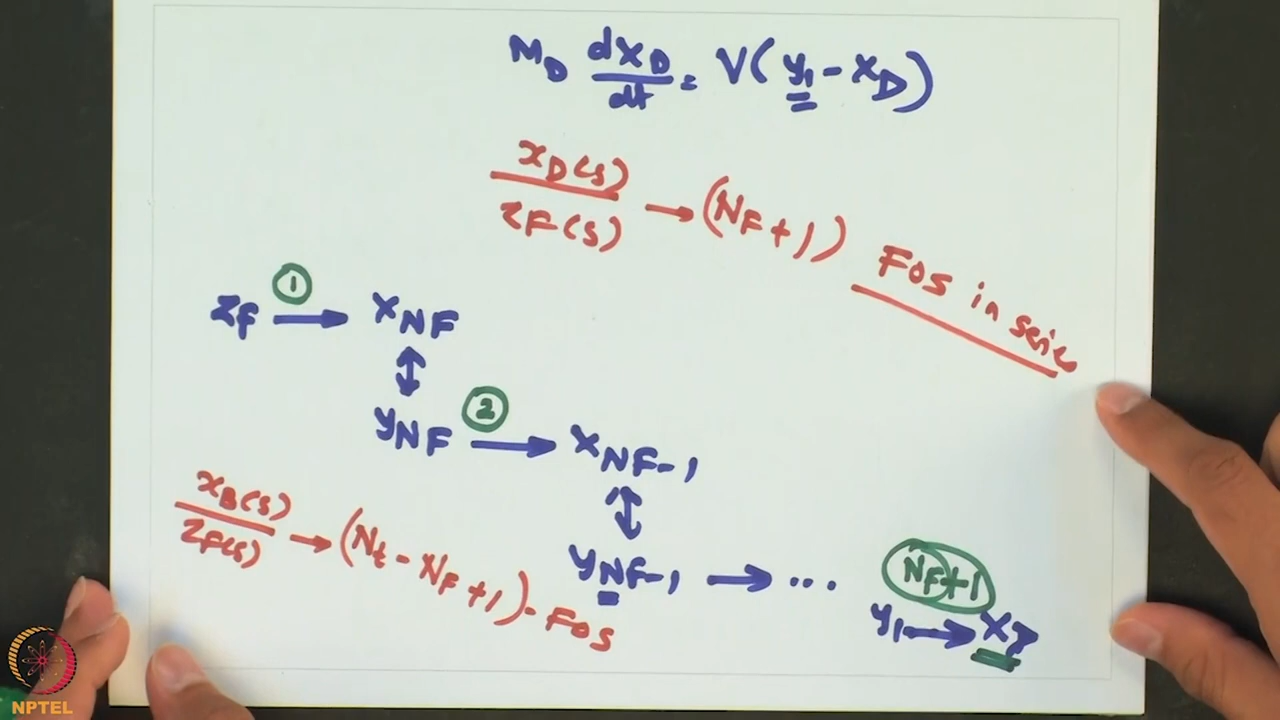 M_D dx_D/dt = V(y_1 - x_D)
x_D(s)/z_F(s) → (N_F+1) FOS in series
z_F ① → x_NF
↕
y_NF ② → x_NF-1
↕
y_NF-1 → ... y_1 → x_D
N_F+1
x_B(s)/z_F(s) → (N_t - N_F+1) - FOS
NPTEL